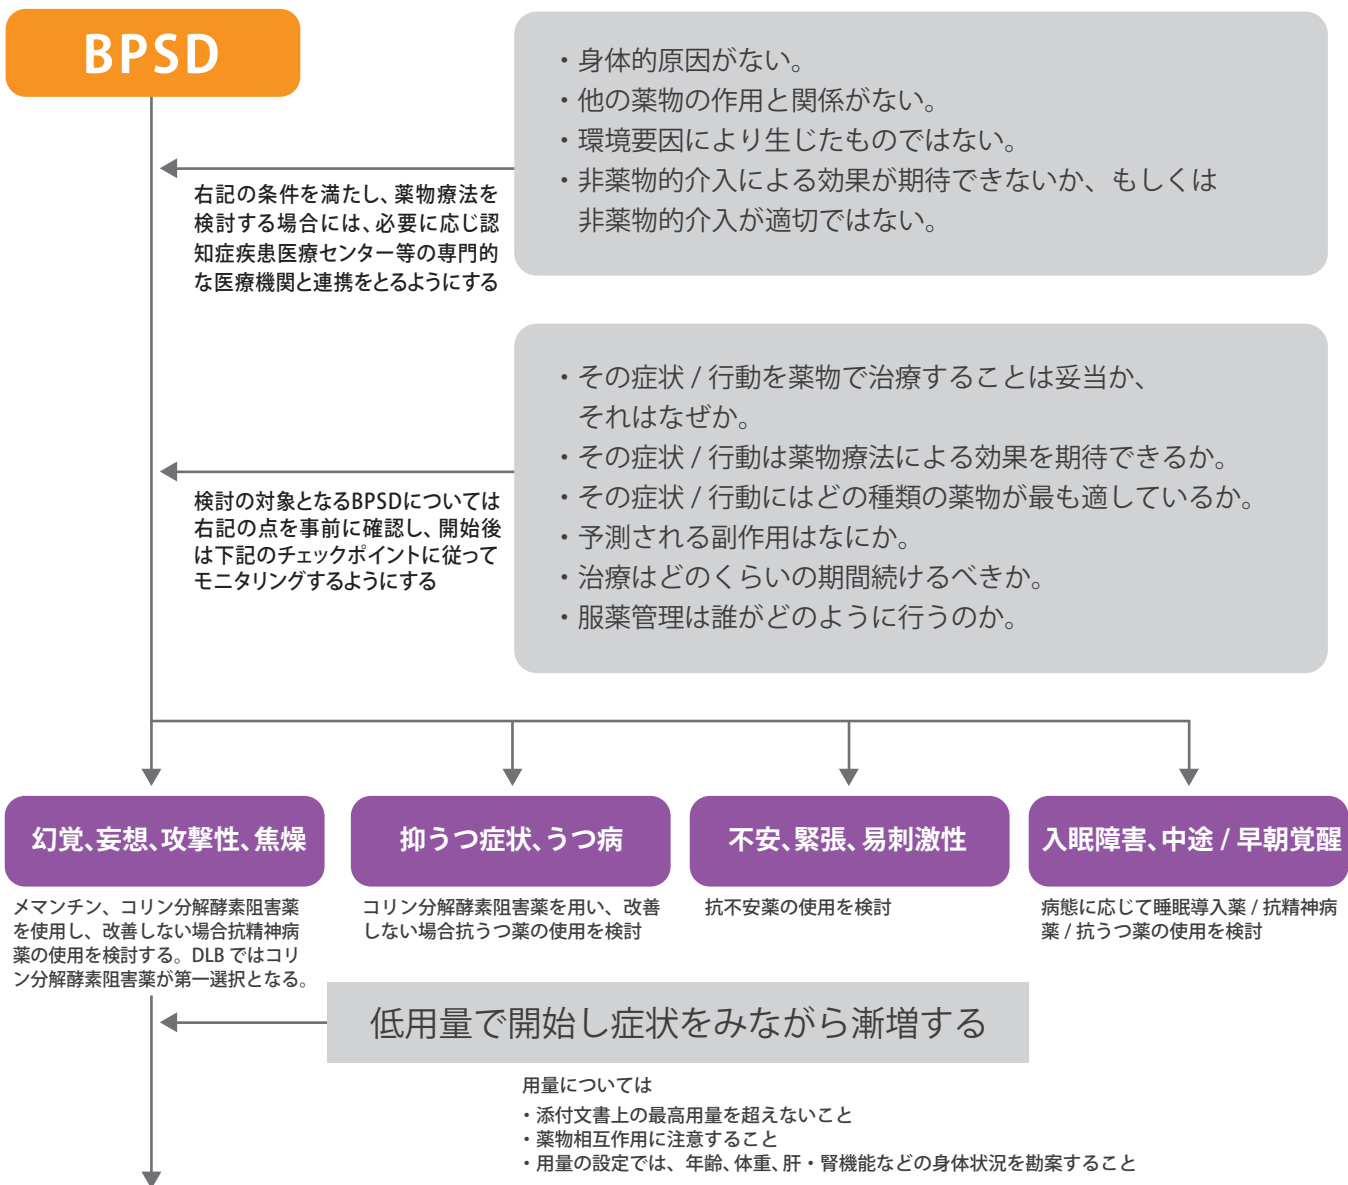 BPSD
・身体的原因がない。
・他の薬物の作用と関係がない。
・環境要因により生じたものではない。
・非薬物的介入による効果が期待できないか、もしくは
非薬物的介入が適切ではない。
右記の条件を満たし、薬物療法を
検討する場合には、必要に応じ認
知症疾患医療センター等の専門的
な医療機関と連携をとるようにする
・その症状 / 行動を薬物で治療することは妥当か、
それはなぜか。
・その症状 / 行動は薬物療法による効果を期待できるか。
・その症状 / 行動にはどの種類の薬物が最も適しているか。
・予測される副作用はなにか。
・治療はどのくらいの期間続けるべきか。
・服薬管理は誰がどのように行うのか。
検討の対象となるBPSDについては
右記の点を事前に確認し、開始後
は下記のチェックポイントに従って
モニタリングするようにする
幻覚、妄想、攻撃性、焦燥
メマンチン、コリン分解酵素阻害薬
を使用し、改善しない場合抗精神病
薬の使用を検討する。DLB ではコリ
ン分解酵素阻害薬が第一選択となる。
抑うつ症状、うつ病
コリン分解酵素阻害薬を用い、改善
しない場合抗うつ薬の使用を検討
不安、緊張、易刺激性
抗不安薬の使用を検討
入眠障害、中途 / 早朝覚醒
病態に応じて睡眠導入薬 / 抗精神病
薬 / 抗うつ薬の使用を検討
低用量で開始し症状をみながら漸増する
用量については
・添付文書上の最高用量を超えないこと
・薬物相互作用に注意すること
・用量の設定では、年齢、体重、肝・腎機能などの身体状況を勘案すること